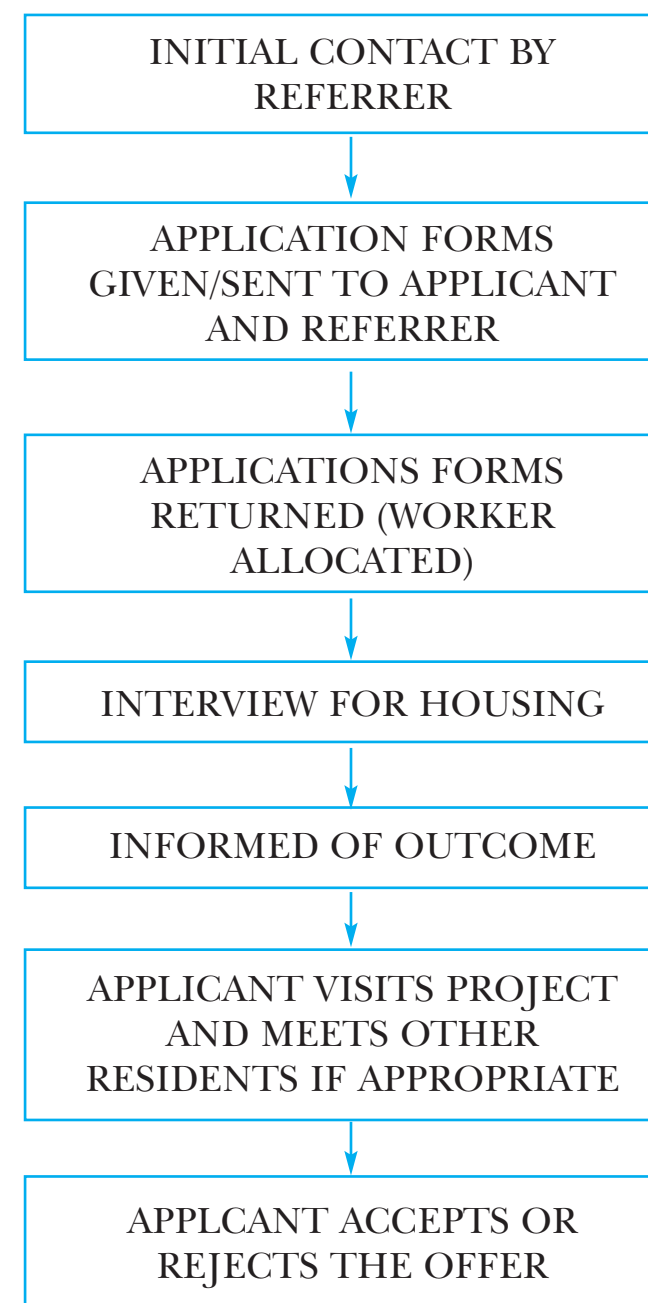 INITIAL CONTACT BY
REFERRER
APPLICATION FORMS
GIVEN/SENT TO APPLICANT
AND REFERRER
APPLICATIONS FORMS
RETURNED (WORKER
ALLOCATED)
INTERVIEW FOR HOUSING
INFORMED OF OUTCOME
APPLICANT VISITS PROJECT
AND MEETS OTHER
RESIDENTS IF APPROPRIATE
APPLCANT ACCEPTS OR
REJECTS THE OFFER